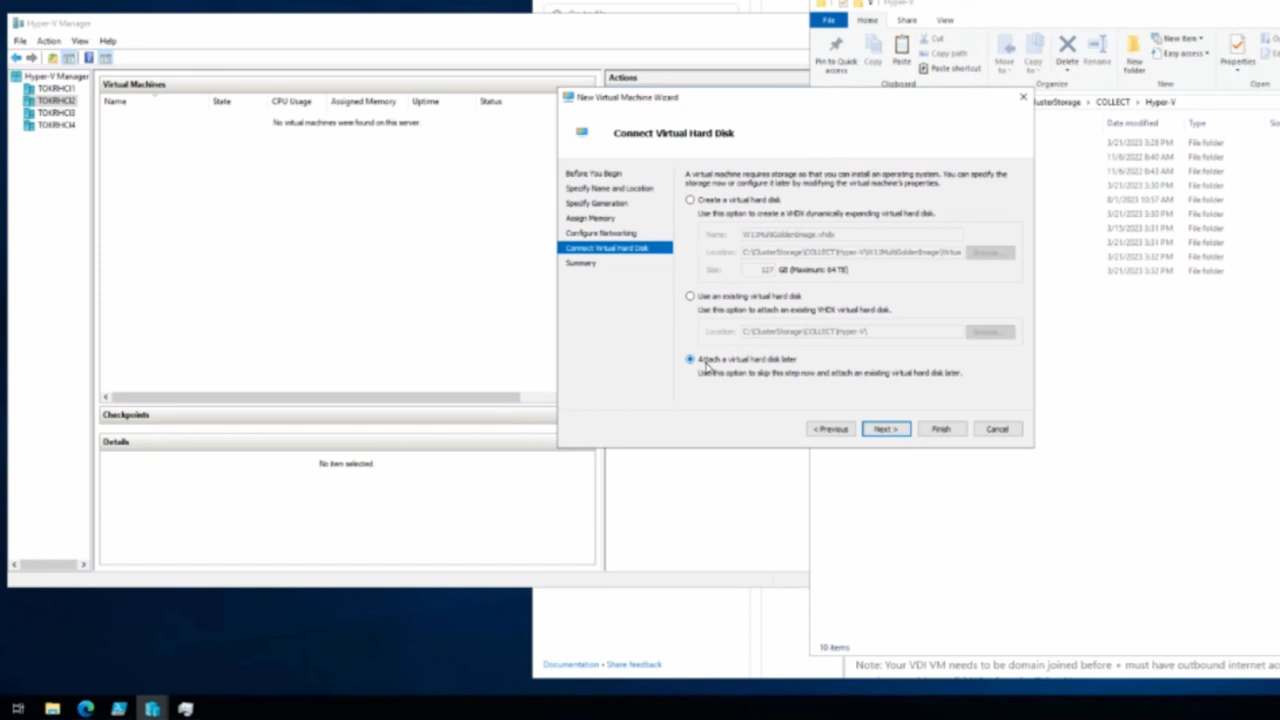 Hyper-V Manager
File Action View Help
Hyper-V Manager
TOKRHCI1
TOKRHCI2
TOKRHCI3
TOKRHCI4
Virtual Machines
Name State CPU Usage Assigned Memory Uptime Status
No virtual machines were found on this server.
Checkpoints
Details
No item selected.
Actions
New Virtual Machine Wizard
Connect Virtual Hard Disk
Before You Begin
Specify Name and Location
Specify Generation
Assign Memory
Configure Networking
Connect Virtual Hard Disk
Summary
A virtual machine requires storage so that you can install an operating system. You can specify the
storage now or configure it later by modifying the virtual machine's properties.
Create a virtual hard disk
Use this option to create a VHDX dynamically expanding virtual hard disk.
Name: W11MultiGoldenImage.vhdx
Location: C:\ClusterStorage\COLLECT\Hyper-V\W11MultiGoldenImage\Virtua Browse...
Size: 127 GB (Maximum: 64 TB)
Use an existing virtual hard disk
Use this option to attach an existing VHDX virtual hard disk.
Location: C:\ClusterStorage\COLLECT\Hyper-V\ Browse...
Attach a virtual hard disk later
Use this option to skip this step now and attach an existing virtual hard disk later.
< Previous Next > Finish Cancel
Hyper-V
File Home Share View
Pin to Quick
access
Copy
Paste
Cut
Copy path
Paste shortcut
Clipboard
Move
to
Copy
to
Delete
Rename
Organize
New
folder
New item
Easy access
New
Properties
Open
lusterStorage > COLLECT > Hyper-V
Date modified Type
3/21/2023 3:28 PM File folder
11/6/2022 8:40 AM File folder
11/6/2022 8:43 AM File folder
3/21/2023 3:30 PM File folder
8/1/2023 10:57 AM File folder
3/21/2023 3:30 PM File folder
3/15/2023 3:31 PM File folder
3/21/2023 3:31 PM File folder
3/21/2023 3:32 PM File folder
3/21/2023 3:32 PM File folder
10 items
Documentation • Share feedback
Note: Your VDI VM needs to be domain joined before + must have outbound internet ac